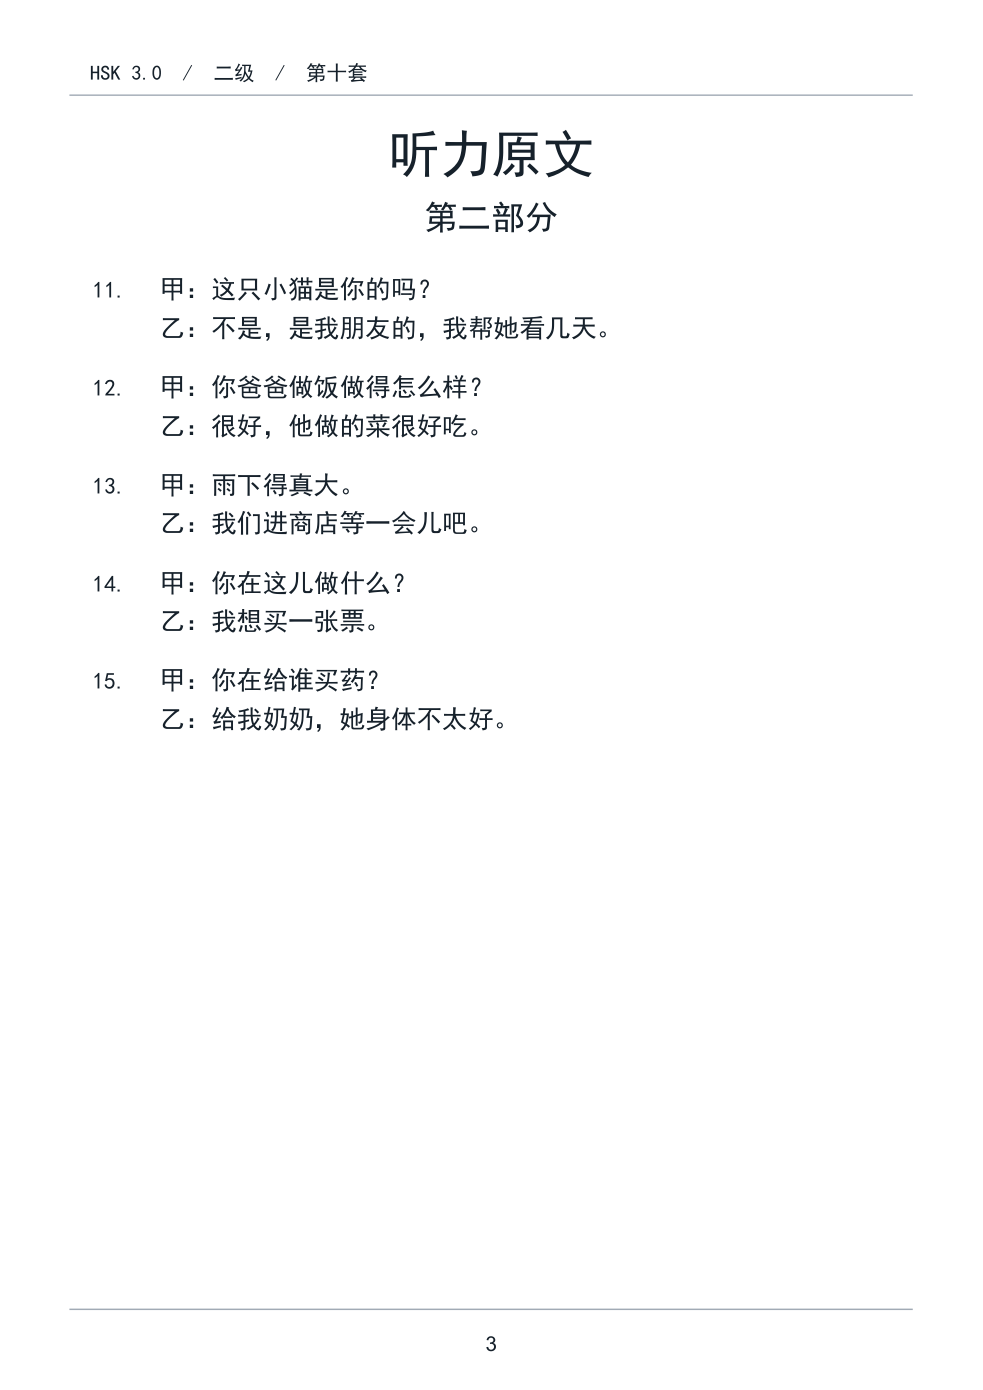 HSK 3.0 / 二级 / 第十套
听力原文
第二部分
11. 甲：这只小猫是你的吗？
乙：不是，是我朋友的，我帮她看几天。
12. 甲：你爸爸做饭做得怎么样？
乙：很好，他做的菜很好吃。
13. 甲：雨下得真大。
乙：我们进商店等一会儿吧。
14. 甲：你在这儿做什么？
乙：我想买一张票。
15. 甲：你在给谁买药？
乙：给我奶奶，她身体不太好。
3